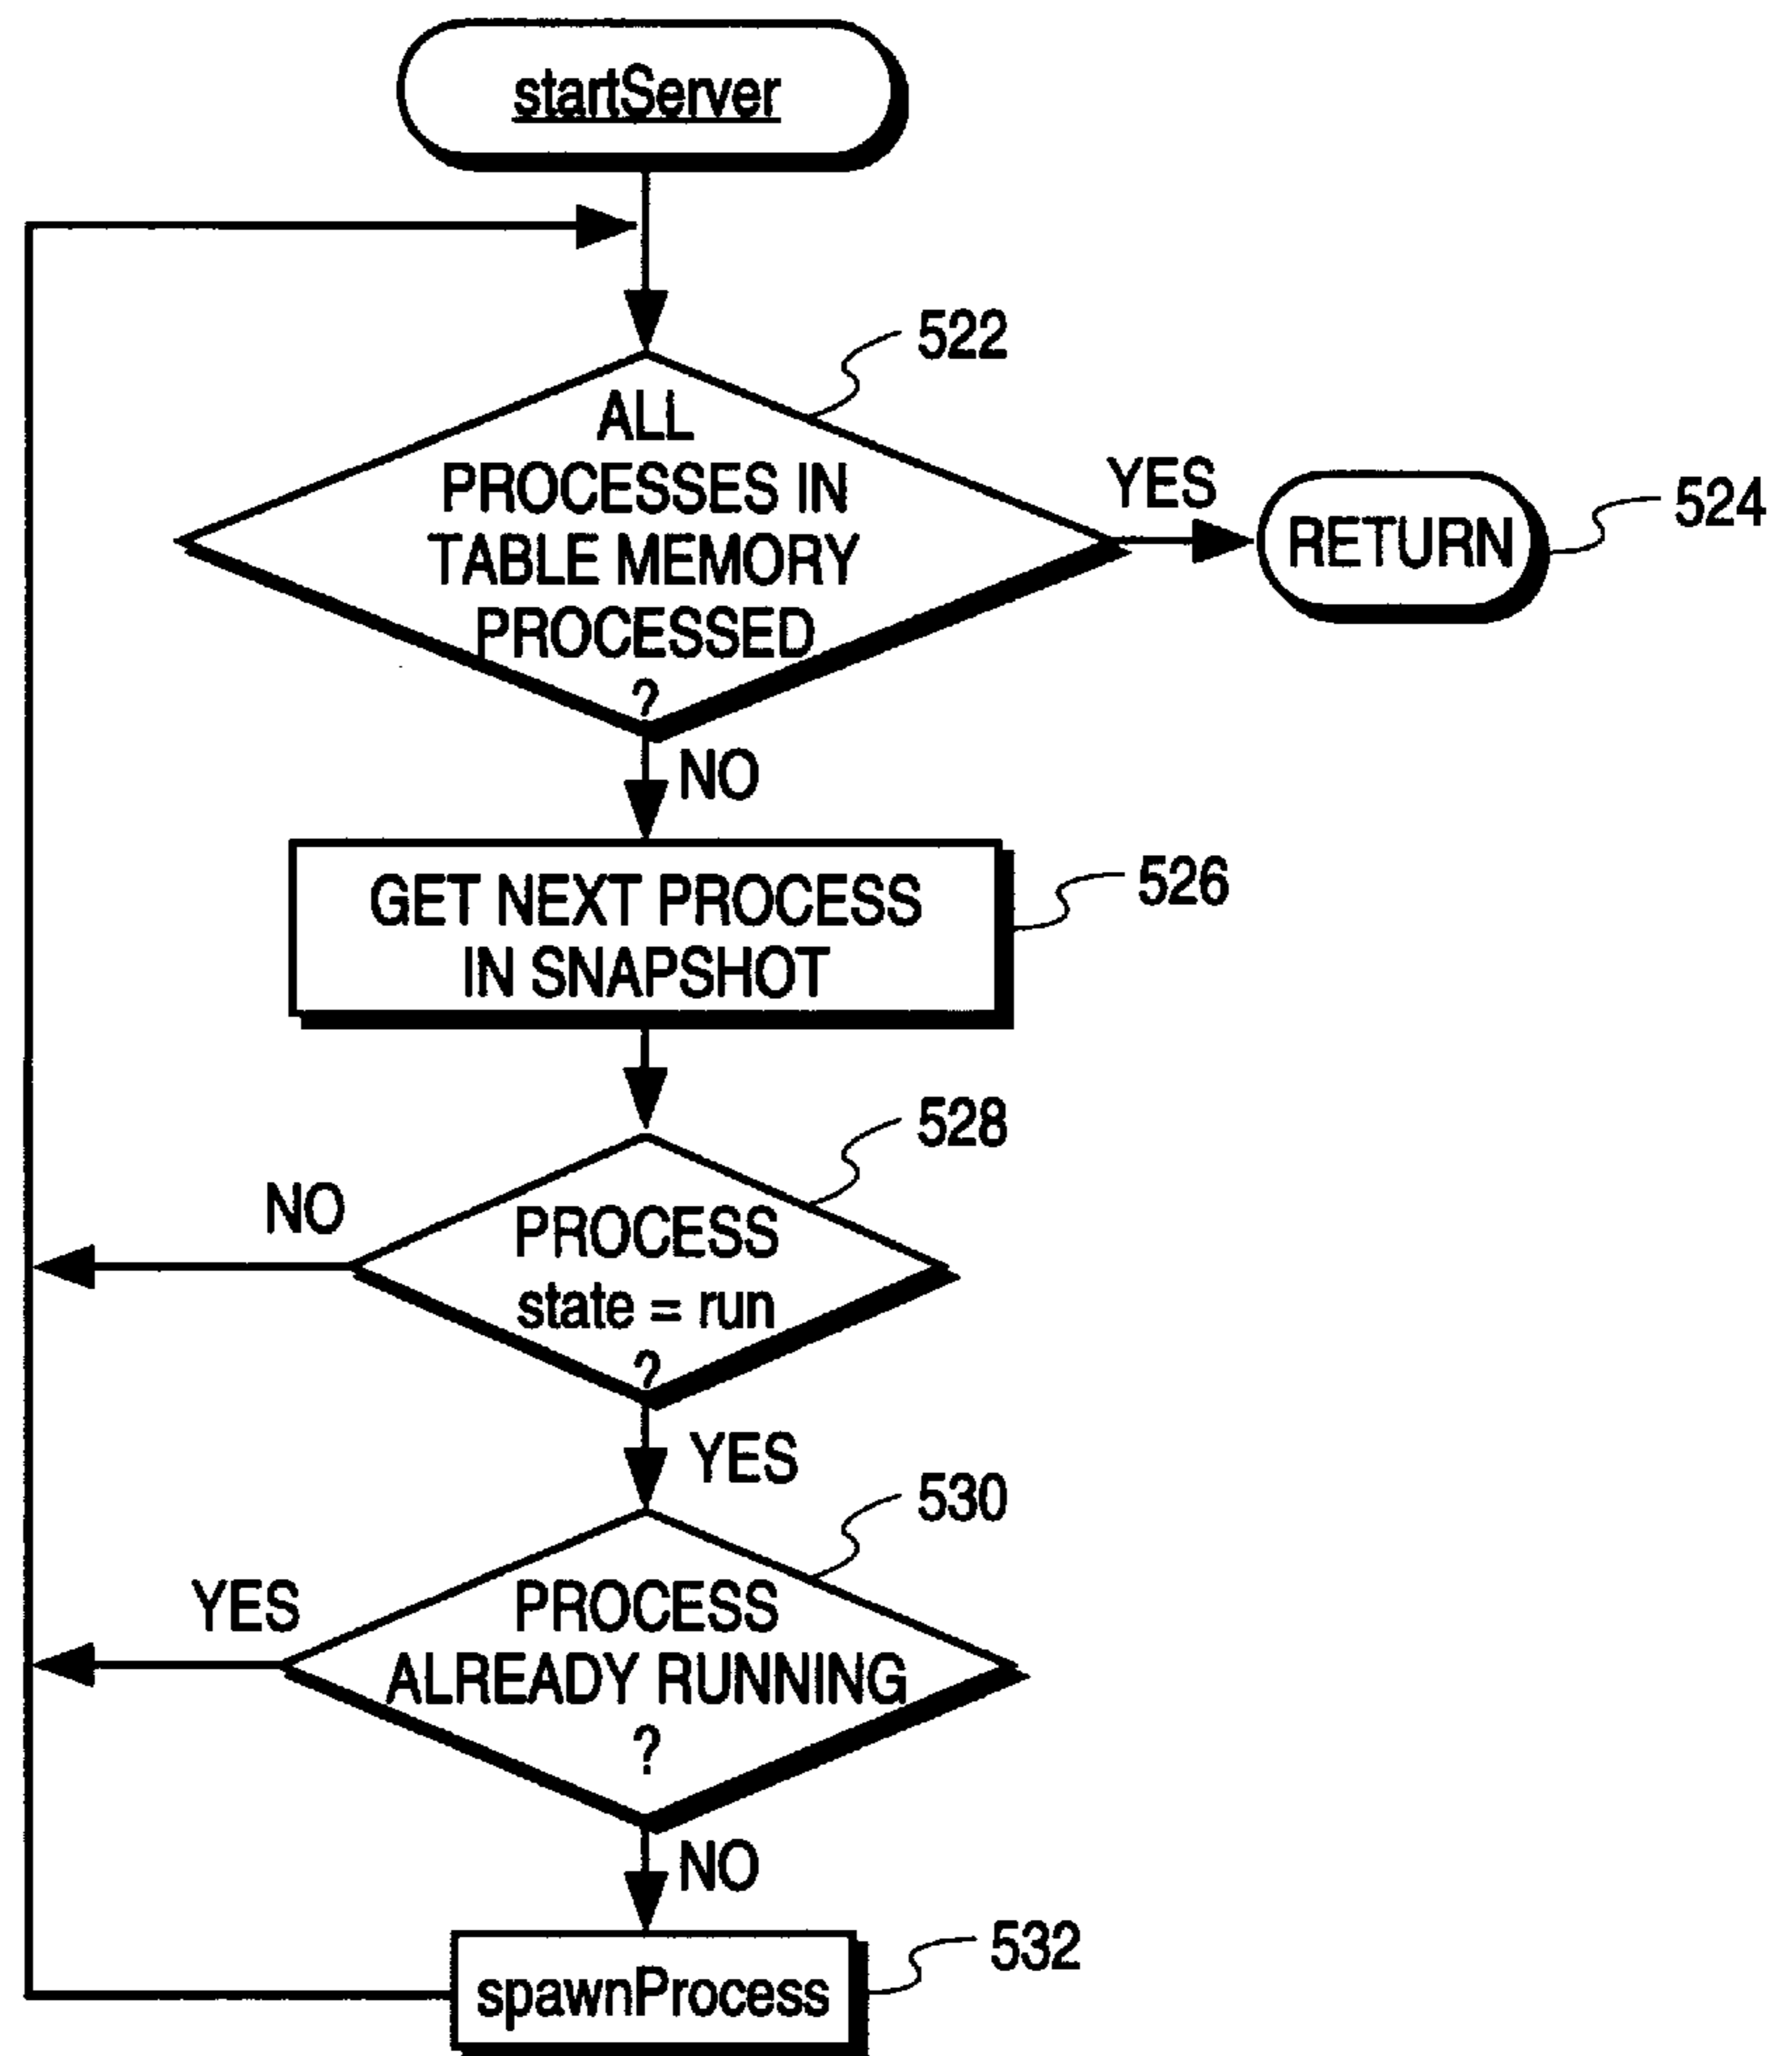 startServer
522
ALL
PROCESSES IN
TABLE MEMORY
PROCESSED
?
YES
RETURN
524
NO
GET NEXT PROCESS
IN SNAPSHOT
526
528
NO
PROCESS
state = run
?
YES
530
YES
PROCESS
ALREADY RUNNING
?
NO
532
spawnProcess